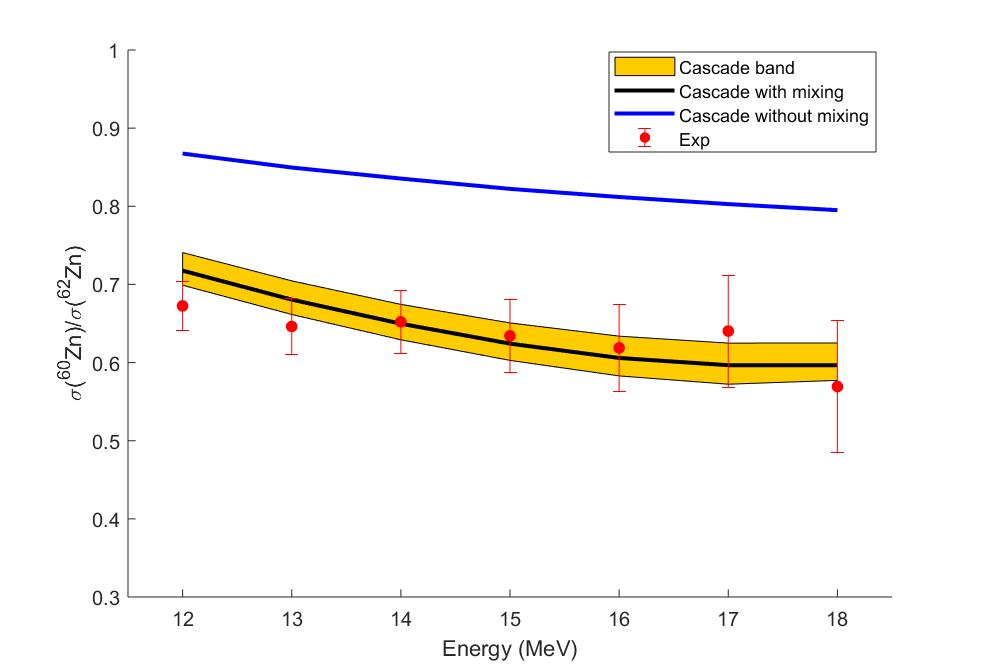 1
0.9
0.8
0.7
0.6
0.5
0.4
0.3
σ(⁶⁰Zn)/σ(⁶²Zn)
Cascade band
Cascade with mixing
Cascade without mixing
Exp
12 13 14 15 16 17 18
Energy (MeV)